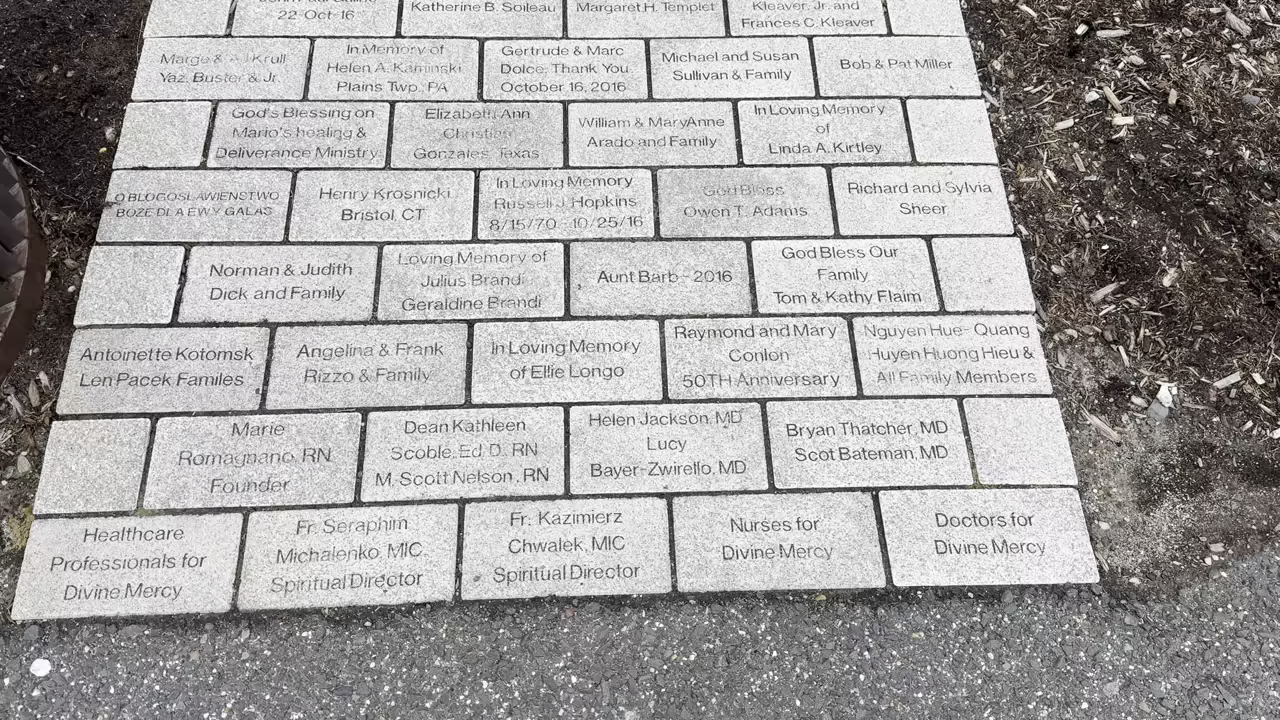 22-Oct-16
Katherine B. Soileau
Margaret H. Templet
Kleaver, Jr. and
Frances C. Kleaver
Marge & Krull
Yaz, Buster & Jr.
In Memory of
Helen A. Kaminski
Plains Twp. PA
Gertrude & Marc
Dolce. Thank You
October 16, 2016
Michael and Susan
Sullivan & Family
Bob & Pat Miller
God's Blessing on
Mario's healing &
Deliverance Ministry
Elizabeth Ann
Christian
Gonzales Texas
William & MaryAnne
Arado and Family
In Loving Memory
of
Linda A. Kirtley
O BLOGOSLAWIENSTWO
BOZE DLA EWY GALAS
Henry Krosnicki
Bristol, CT
In Loving Memory
Russell J Hopkins
8/15/70 - 10/25/16
God Bless
Owen T. Adams
Richard and Sylvia
Sheer
Norman & Judith
Dick and Family
Loving Memory of
Julius Brandi
Geraldine Brandi
Aunt Barb - 2016
God Bless Our
Family
Tom & Kathy Flaim
Antoinette Kotomsk
Len Pacek Familes
Angelina & Frank
Rizzo & Family
In Loving Memory
of Ellie Longo
Raymond and Mary
Conlon
50TH Anniversary
Nguyen Hue- Quang
Huyen Huong Hieu &
All Family Members
Marie
Romagnano, RN
Founder
Dean Kathleen
Scoble, Ed. D. RN
M. Scott Nelson, RN
Helen Jackson, MD
Lucy
Bayer-Zwirello, MD
Bryan Thatcher, MD
Scot Bateman, MD
Healthcare
Professionals for
Divine Mercy
Fr. Seraphim
Michalenko, MIC
Spiritual Director
Fr. Kazimierz
Chwalek, MIC
Spiritual Director
Nurses for
Divine Mercy
Doctors for
Divine Mercy